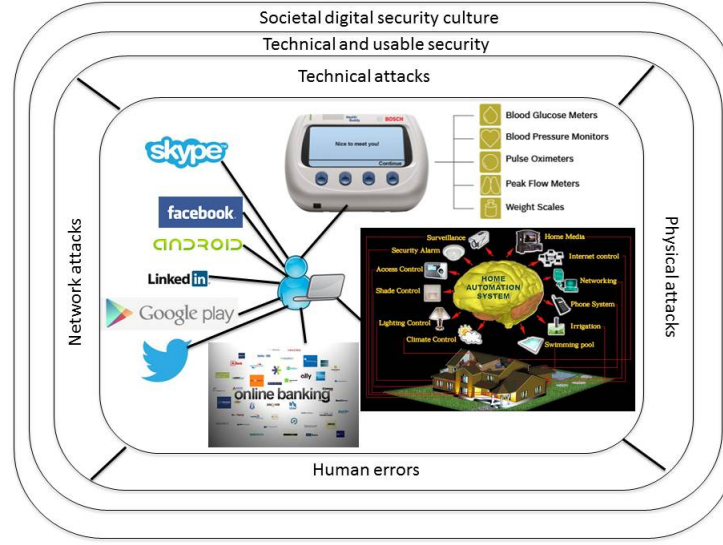 Societal digital security culture
Technical and usable security
Technical attacks
Network attacks
Physical attacks
Human errors
skype
facebook
ANDROID
Linked in
Google play
online banking
ally
BOSCH
Nice to meet you!
Continue
Blood Glucose Meters
Blood Pressure Monitors
Pulse Oximeters
Peak Flow Meters
Weight Scales
HOME
AUTOMATION
SYSTEM
Surveillance
Security Alarm
Access Control
Shade Control
Lighting Control
Climate Control
Home Media
Internet control
Networking
Phone System
Irrigation
Swimming pool